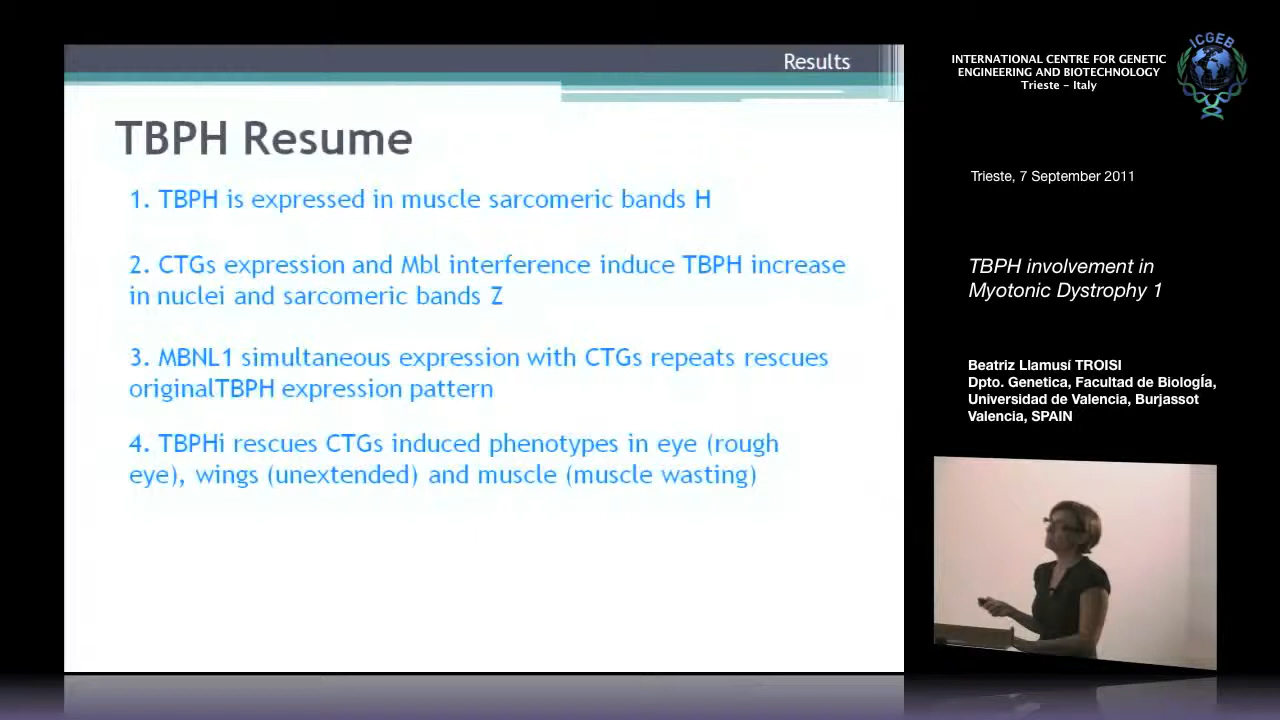 Results
TBPH Resume
1. TBPH is expressed in muscle sarcomeric bands H
2. CTGs expression and Mbl interference induce TBPH increase
in nuclei and sarcomeric bands Z
3. MBNL1 simultaneous expression with CTGs repeats rescues
originalTBPH expression pattern
4. TBPHi rescues CTGs induced phenotypes in eye (rough
eye), wings (unextended) and muscle (muscle wasting)
INTERNATIONAL CENTRE FOR GENETIC
ENGINEERING AND BIOTECHNOLOGY
Trieste – Italy
ICGEB
Trieste, 7 September 2011
TBPH involvement in
Myotonic Dystrophy 1
Beatriz Llamusí TROISI
Dpto. Genetica, Facultad de BiologÍa,
Universidad de Valencia, Burjassot
Valencia, SPAIN